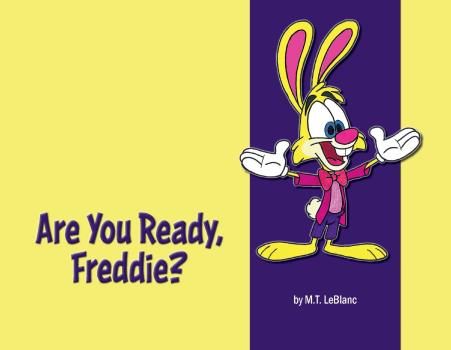 Are You Ready,
Freddie?
by M.T. LeBlanc